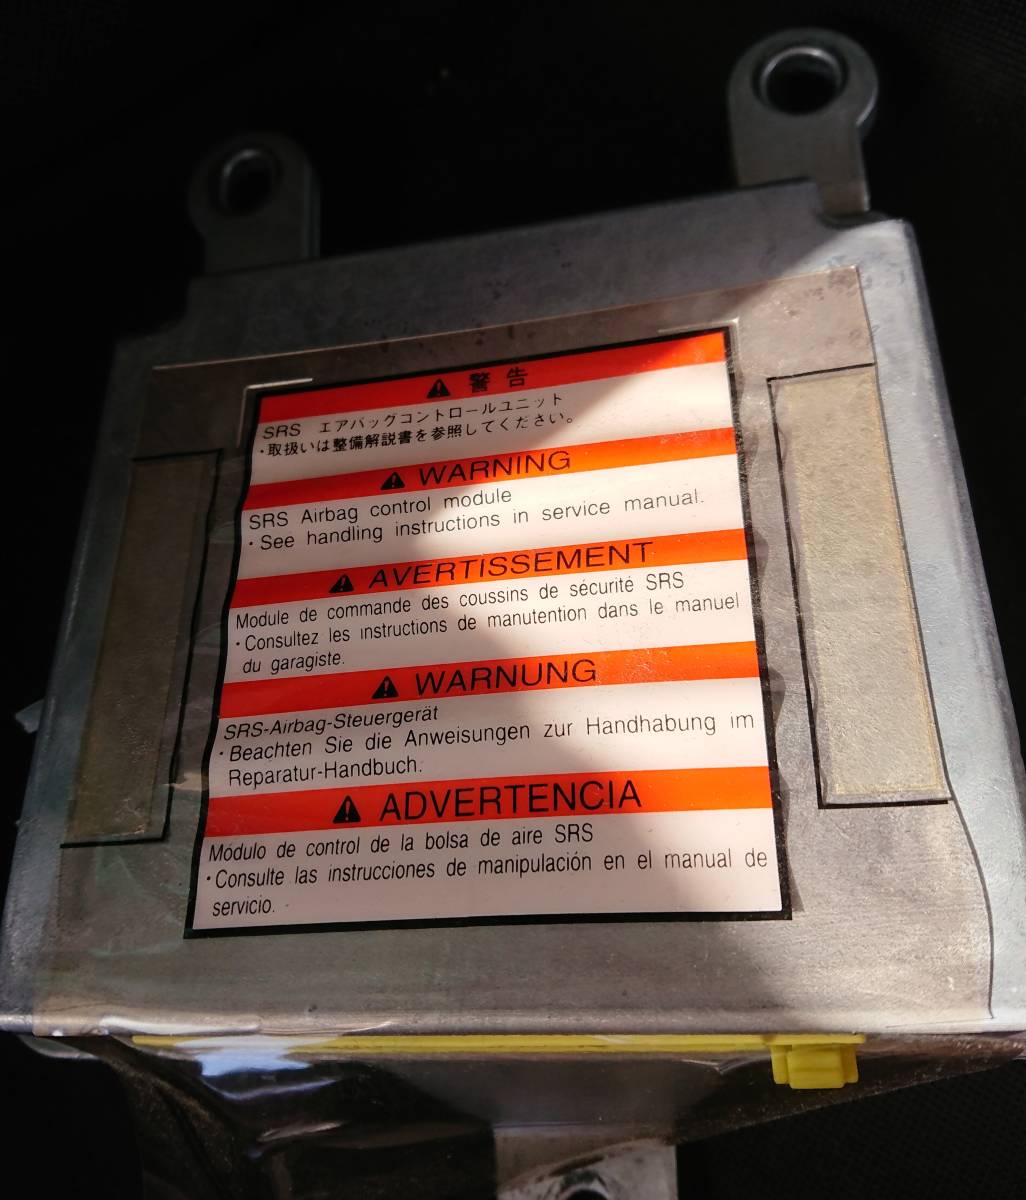 ⚠ 警告
SRS エアバッグコントロールユニット
・取扱いは整備解説書を参照してください。
⚠ WARNING
SRS Airbag control module
・See handling instructions in service manual.
⚠ AVERTISSEMENT
Module de commande des coussins de sécurité SRS
・Consultez les instructions de manutention dans le manuel
du garagiste.
⚠ WARNUNG
SRS-Airbag-Steuergerät
・Beachten Sie die Anweisungen zur Handhabung im
Reparatur-Handbuch.
⚠ ADVERTENCIA
Módulo de control de la bolsa de aire SRS
・Consulte las instrucciones de manipulación en el manual de
servicio.